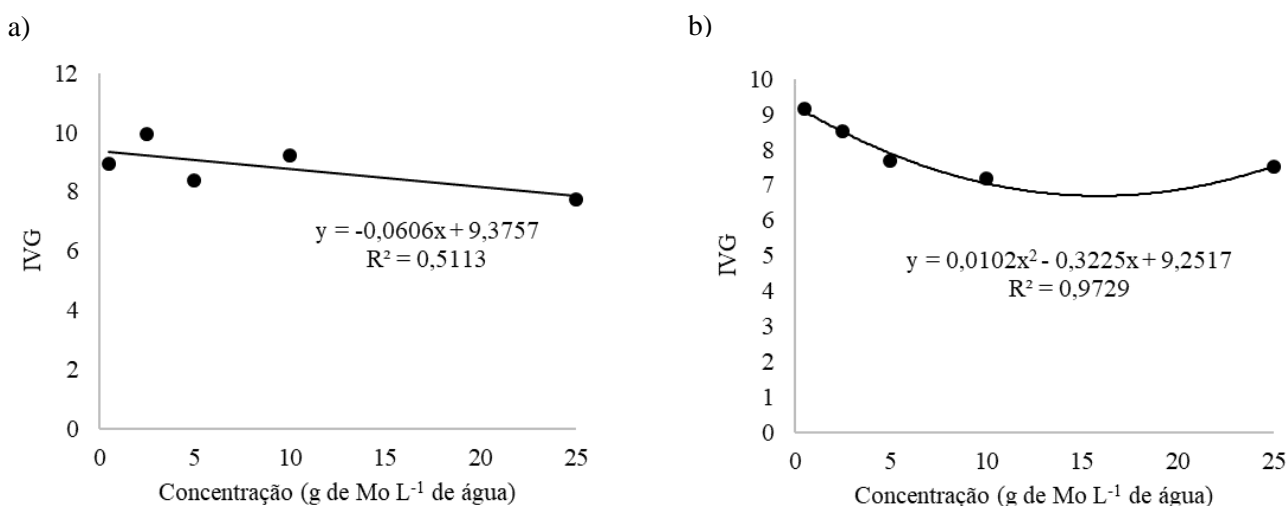 a)
12
10
8
6
4
2
0
IVG
y = -0,0606x + 9,3757
R² = 0,5113
0 5 10 15 20 25
Concentração (g de Mo L⁻¹ de água)
b)
10
9
8
7
6
5
4
3
2
1
0
IVG
y = 0,0102x² - 0,3225x + 9,2517
R² = 0,9729
0 5 10 15 20 25
Concentração (g de Mo L⁻¹ de água)